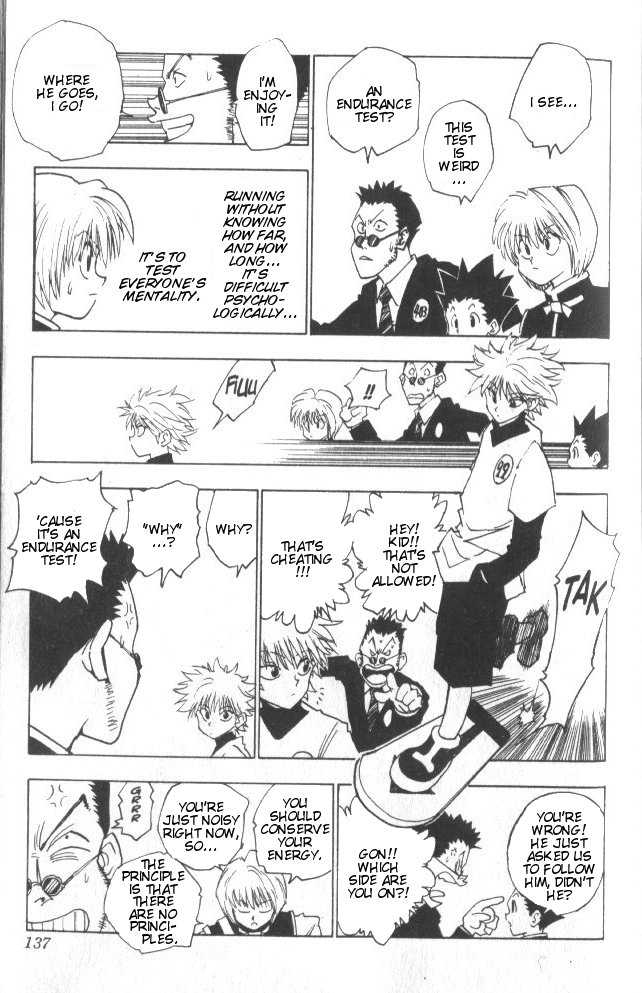 I SEE...
THIS
TEST
IS
WEIRD
...
AN
ENDURANCE
TEST?
403
I'M
ENJOY-
ING
IT!
WHERE
HE GOES,
I GO!
RUNNING
WITHOUT
KNOWING
HOW FAR,
AND HOW
LONG...
IT'S
DIFFICULT
PSYCHO-
LOGICALLY...
IT'S TO
TEST
EVERYONE'S
MENTALITY.
!!
FIUU
99
TAK
HEY!
KID!!
THAT'S
NOT
ALLOWED!
THAT'S
CHEATING
!!!
WHY?
"WHY"
...?
'CAUSE
IT'S AN
ENDURANCE
TEST!
YOU'RE
WRONG!
HE JUST
ASKED US
TO FOLLOW
HIM, DIDN'T
HE?
GON!!
WHICH
SIDE ARE
YOU ON?!
YOU
SHOULD
CONSERVE
YOUR
ENERGY.
YOU'RE
JUST NOISY
RIGHT NOW,
SO...
THE
PRINCIPLE
IS THAT
THERE
ARE NO
PRINCI-
PLES.
GRRR
137